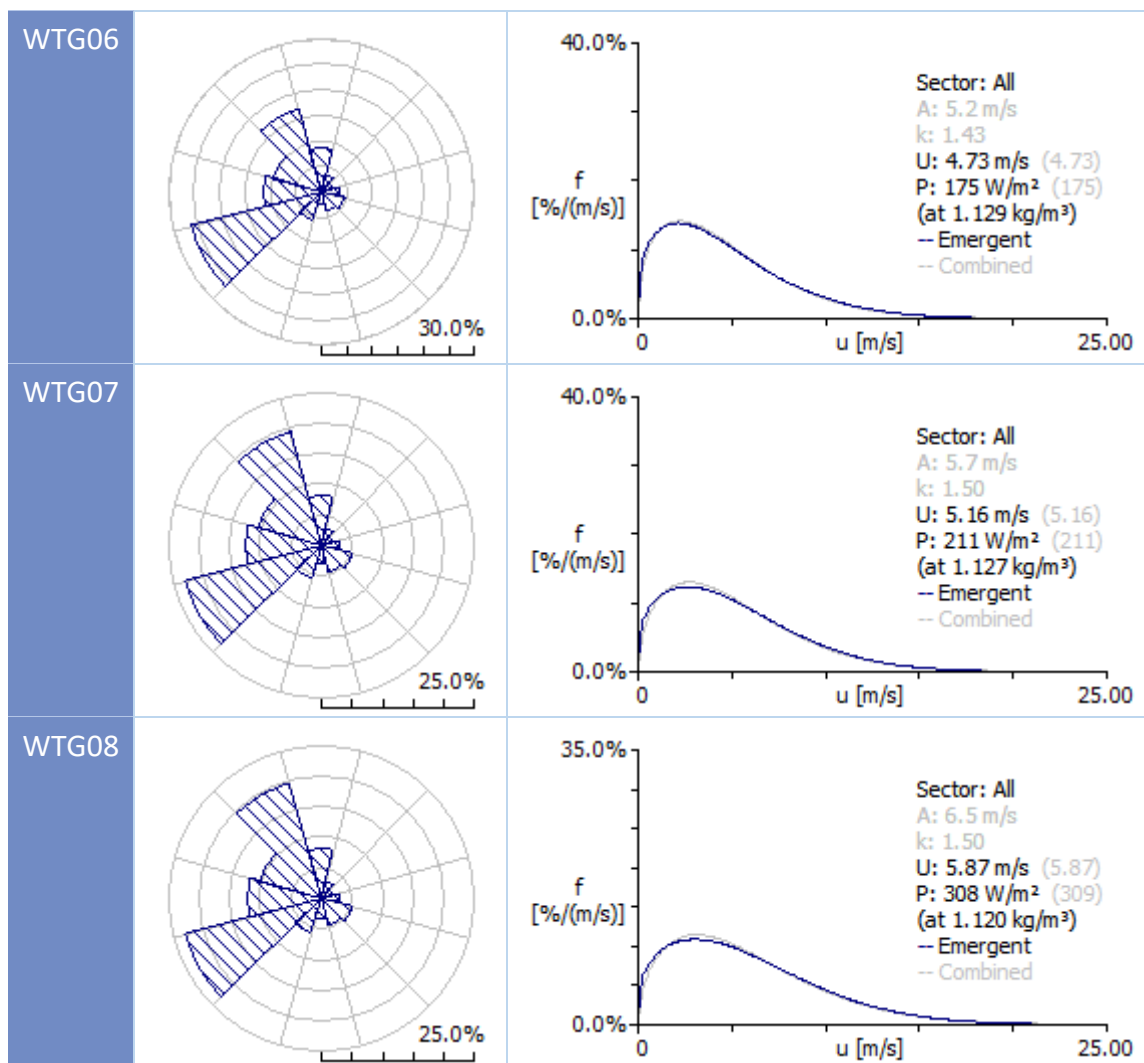 WTG06
30.0%
40.0%
f
[%/(m/s)]
0.0%
0
u [m/s]
25.00
Sector: All
A: 5.2 m/s
k: 1.43
U: 4.73 m/s (4.73)
P: 175 W/m² (175)
(at 1.129 kg/m³)
-- Emergent
-- Combined
WTG07
25.0%
40.0%
f
[%/(m/s)]
0.0%
0
u [m/s]
25.00
Sector: All
A: 5.7 m/s
k: 1.50
U: 5.16 m/s (5.16)
P: 211 W/m² (211)
(at 1.127 kg/m³)
-- Emergent
-- Combined
WTG08
25.0%
35.0%
f
[%/(m/s)]
0.0%
0
u [m/s]
25.00
Sector: All
A: 6.5 m/s
k: 1.50
U: 5.87 m/s (5.87)
P: 308 W/m² (309)
(at 1.120 kg/m³)
-- Emergent
-- Combined